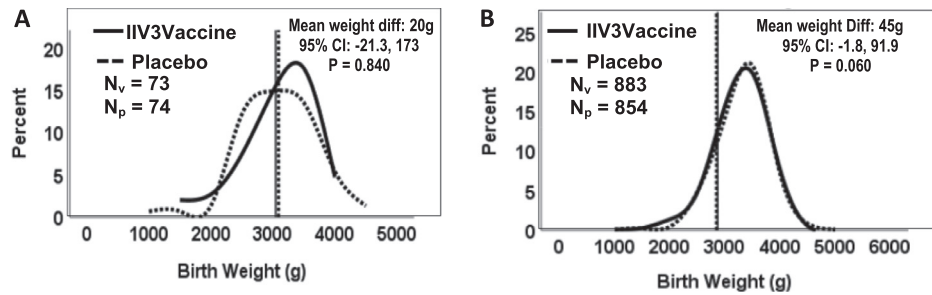 A
IIV3Vaccine
Placebo
Nv = 73
Np = 74
Mean weight diff: 20g
95% CI: -21.3, 173
P = 0.840
20
15
10
5
0
Percent
0 1000 2000 3000 4000 5000
Birth Weight (g)
B
IIV3Vaccine
Placebo
Nv = 883
Np = 854
Mean weight Diff: 45g
95% CI: -1.8, 91.9
P = 0.060
25
20
15
10
5
0
Percent
0 1000 2000 3000 4000 5000 6000
Birth Weight (g)